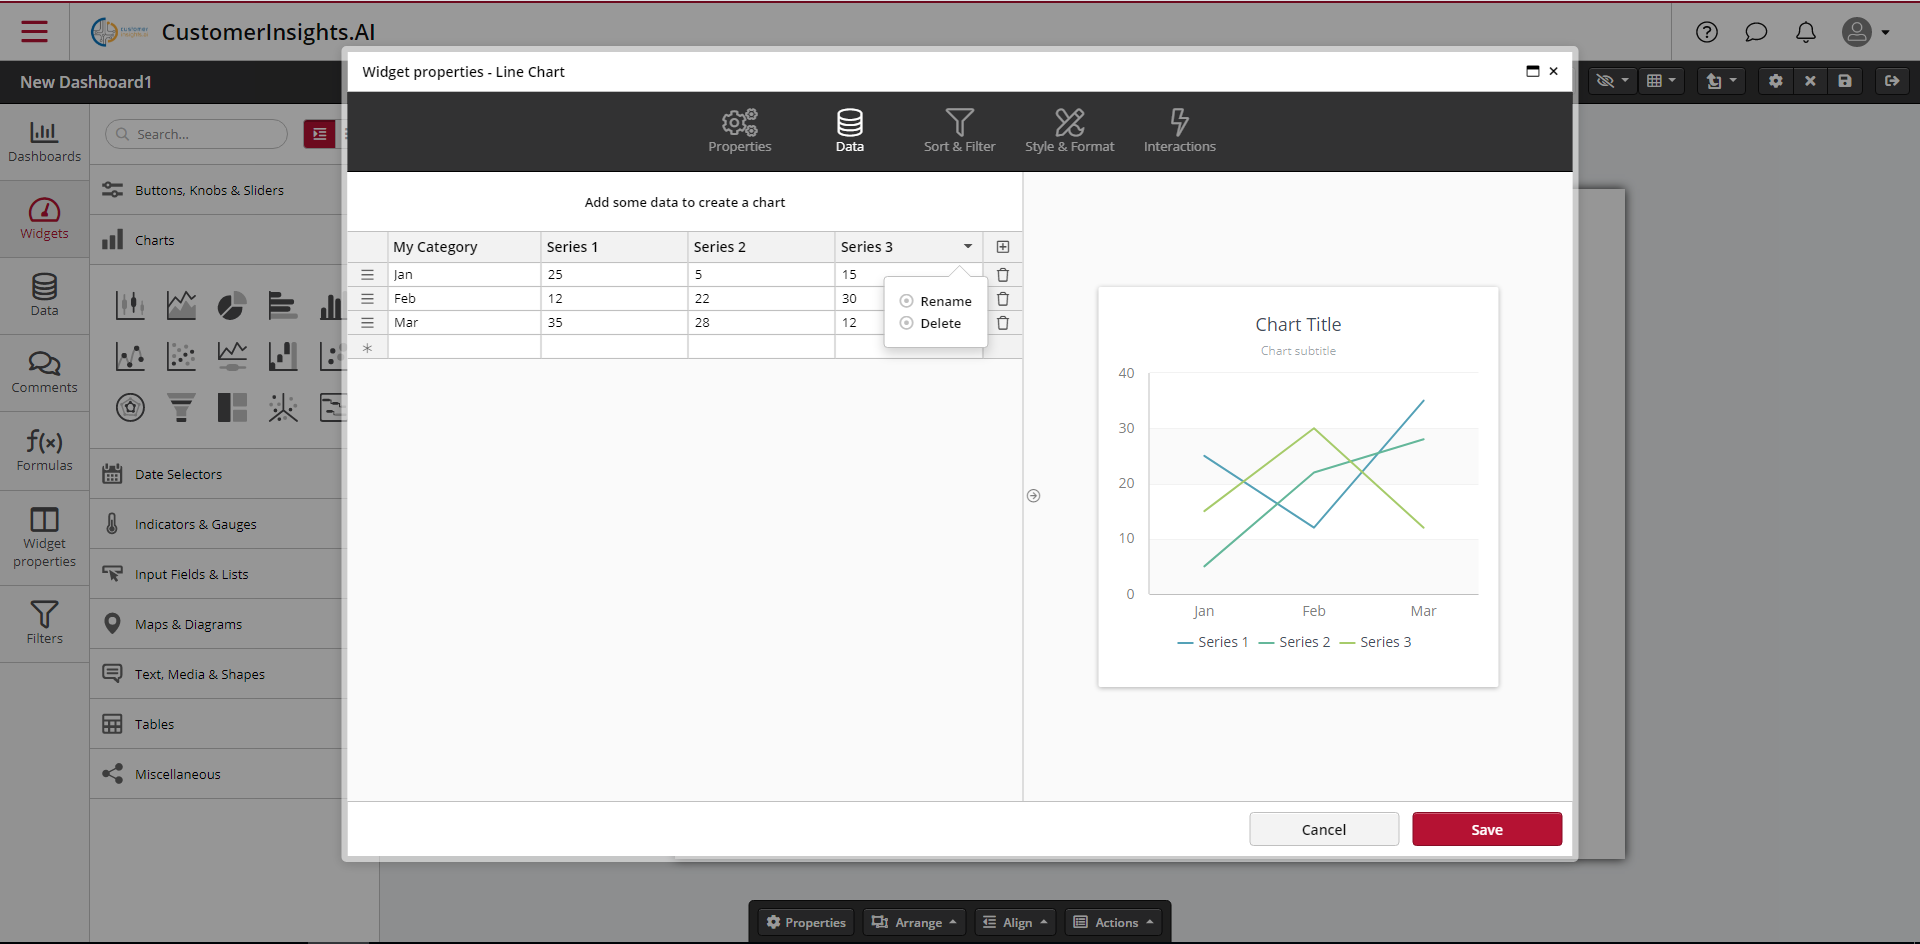 CustomerInsights.AI
New Dashboard1
Widget properties - Line Chart
Properties
Data
Sort & Filter
Style & Format
Interactions
Dashboards
Widgets
Data
Comments
Formulas
Widget
properties
Filters
Search...
Buttons, Knobs & Sliders
Charts
Date Selectors
Indicators & Gauges
Input Fields & Lists
Maps & Diagrams
Text, Media & Shapes
Tables
Miscellaneous
Add some data to create a chart
My Category Series 1 Series 2 Series 3
Jan 25 5 15
Feb 12 22 30
Mar 35 28 12
Rename
Delete
Chart Title
Chart subtitle
40
30
20
10
0
Jan Feb Mar
Series 1 Series 2 Series 3
Cancel Save
Properties Arrange Align Actions